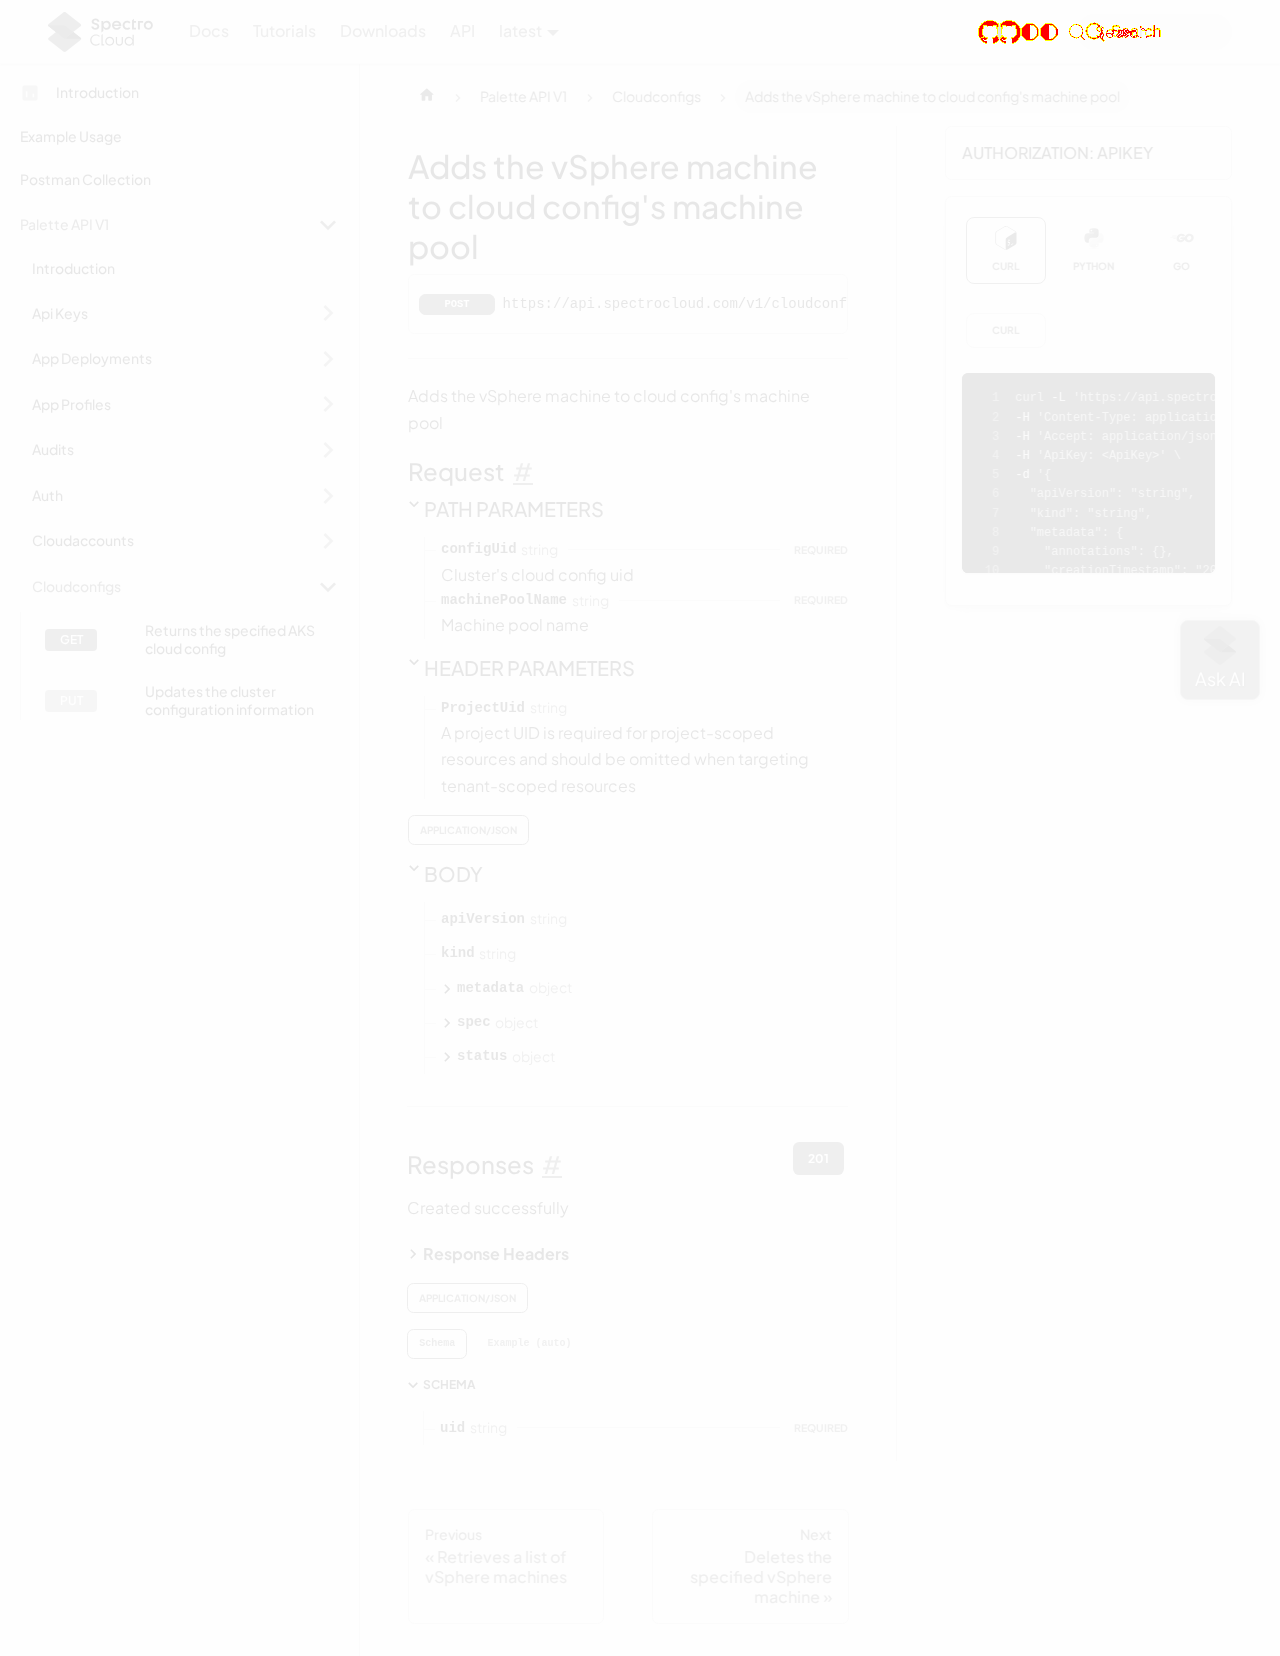 Spectro
Cloud
Docs
Tutorials
Downloads
API
latest
Search
Introduction
Example Usage
Postman Collection
Palette API V1
Introduction
Api Keys
App Deployments
App Profiles
Audits
Auth
Cloudaccounts
Cloudconfigs
GET
Returns the specified AKS
cloud config
PUT
Updates the cluster
configuration information
Palette API V1
Cloudconfigs
Adds the vSphere machine to cloud config's machine pool
Adds the vSphere machine
to cloud config's machine
pool
POST
https://api.spectrocloud.com/v1/cloudconf
Adds the vSphere machine to cloud config's machine
pool
Request #
PATH PARAMETERS
configUid string REQUIRED
Cluster's cloud config uid
machinePoolName string REQUIRED
Machine pool name
HEADER PARAMETERS
ProjectUid string
A project UID is required for project-scoped
resources and should be omitted when targeting
tenant-scoped resources
APPLICATION/JSON
BODY
apiVersion string
kind string
metadata object
spec object
status object
Responses #
201
Created successfully
Response Headers
APPLICATION/JSON
Schema
Example (auto)
SCHEMA
uid string REQUIRED
Previous
« Retrieves a list of
vSphere machines
Next
Deletes the
specified vSphere
machine »
AUTHORIZATION: APIKEY
CURL
PYTHON
GO
GO
CURL
1 curl -L 'https://api.spectro
2 -H 'Content-Type: applicatio
3 -H 'Accept: application/json
4 -H 'ApiKey: <ApiKey>' \
5 -d '{
6 "apiVersion": "string",
7 "kind": "string",
8 "metadata": {
9 "annotations": {},
10 "creationTimestamp": "20
Ask AI